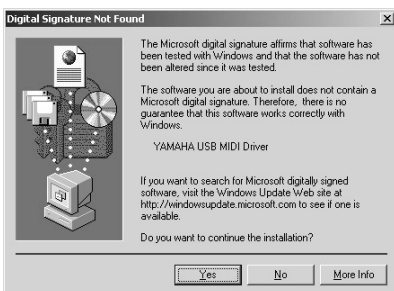 Digital Signature Not Found
The Microsoft digital signature affirms that software has
been tested with Windows and that the software has not
been altered since it was tested.
The software you are about to install does not contain a
Microsoft digital signature. Therefore, there is no
guarantee that this software works correctly with
Windows.
YAMAHA USB MIDI Driver
If you want to search for Microsoft digitally signed
software, visit the Windows Update Web site at
http://windowsupdate.microsoft.com to see if one is
available.
Do you want to continue the installation?
Yes No More Info